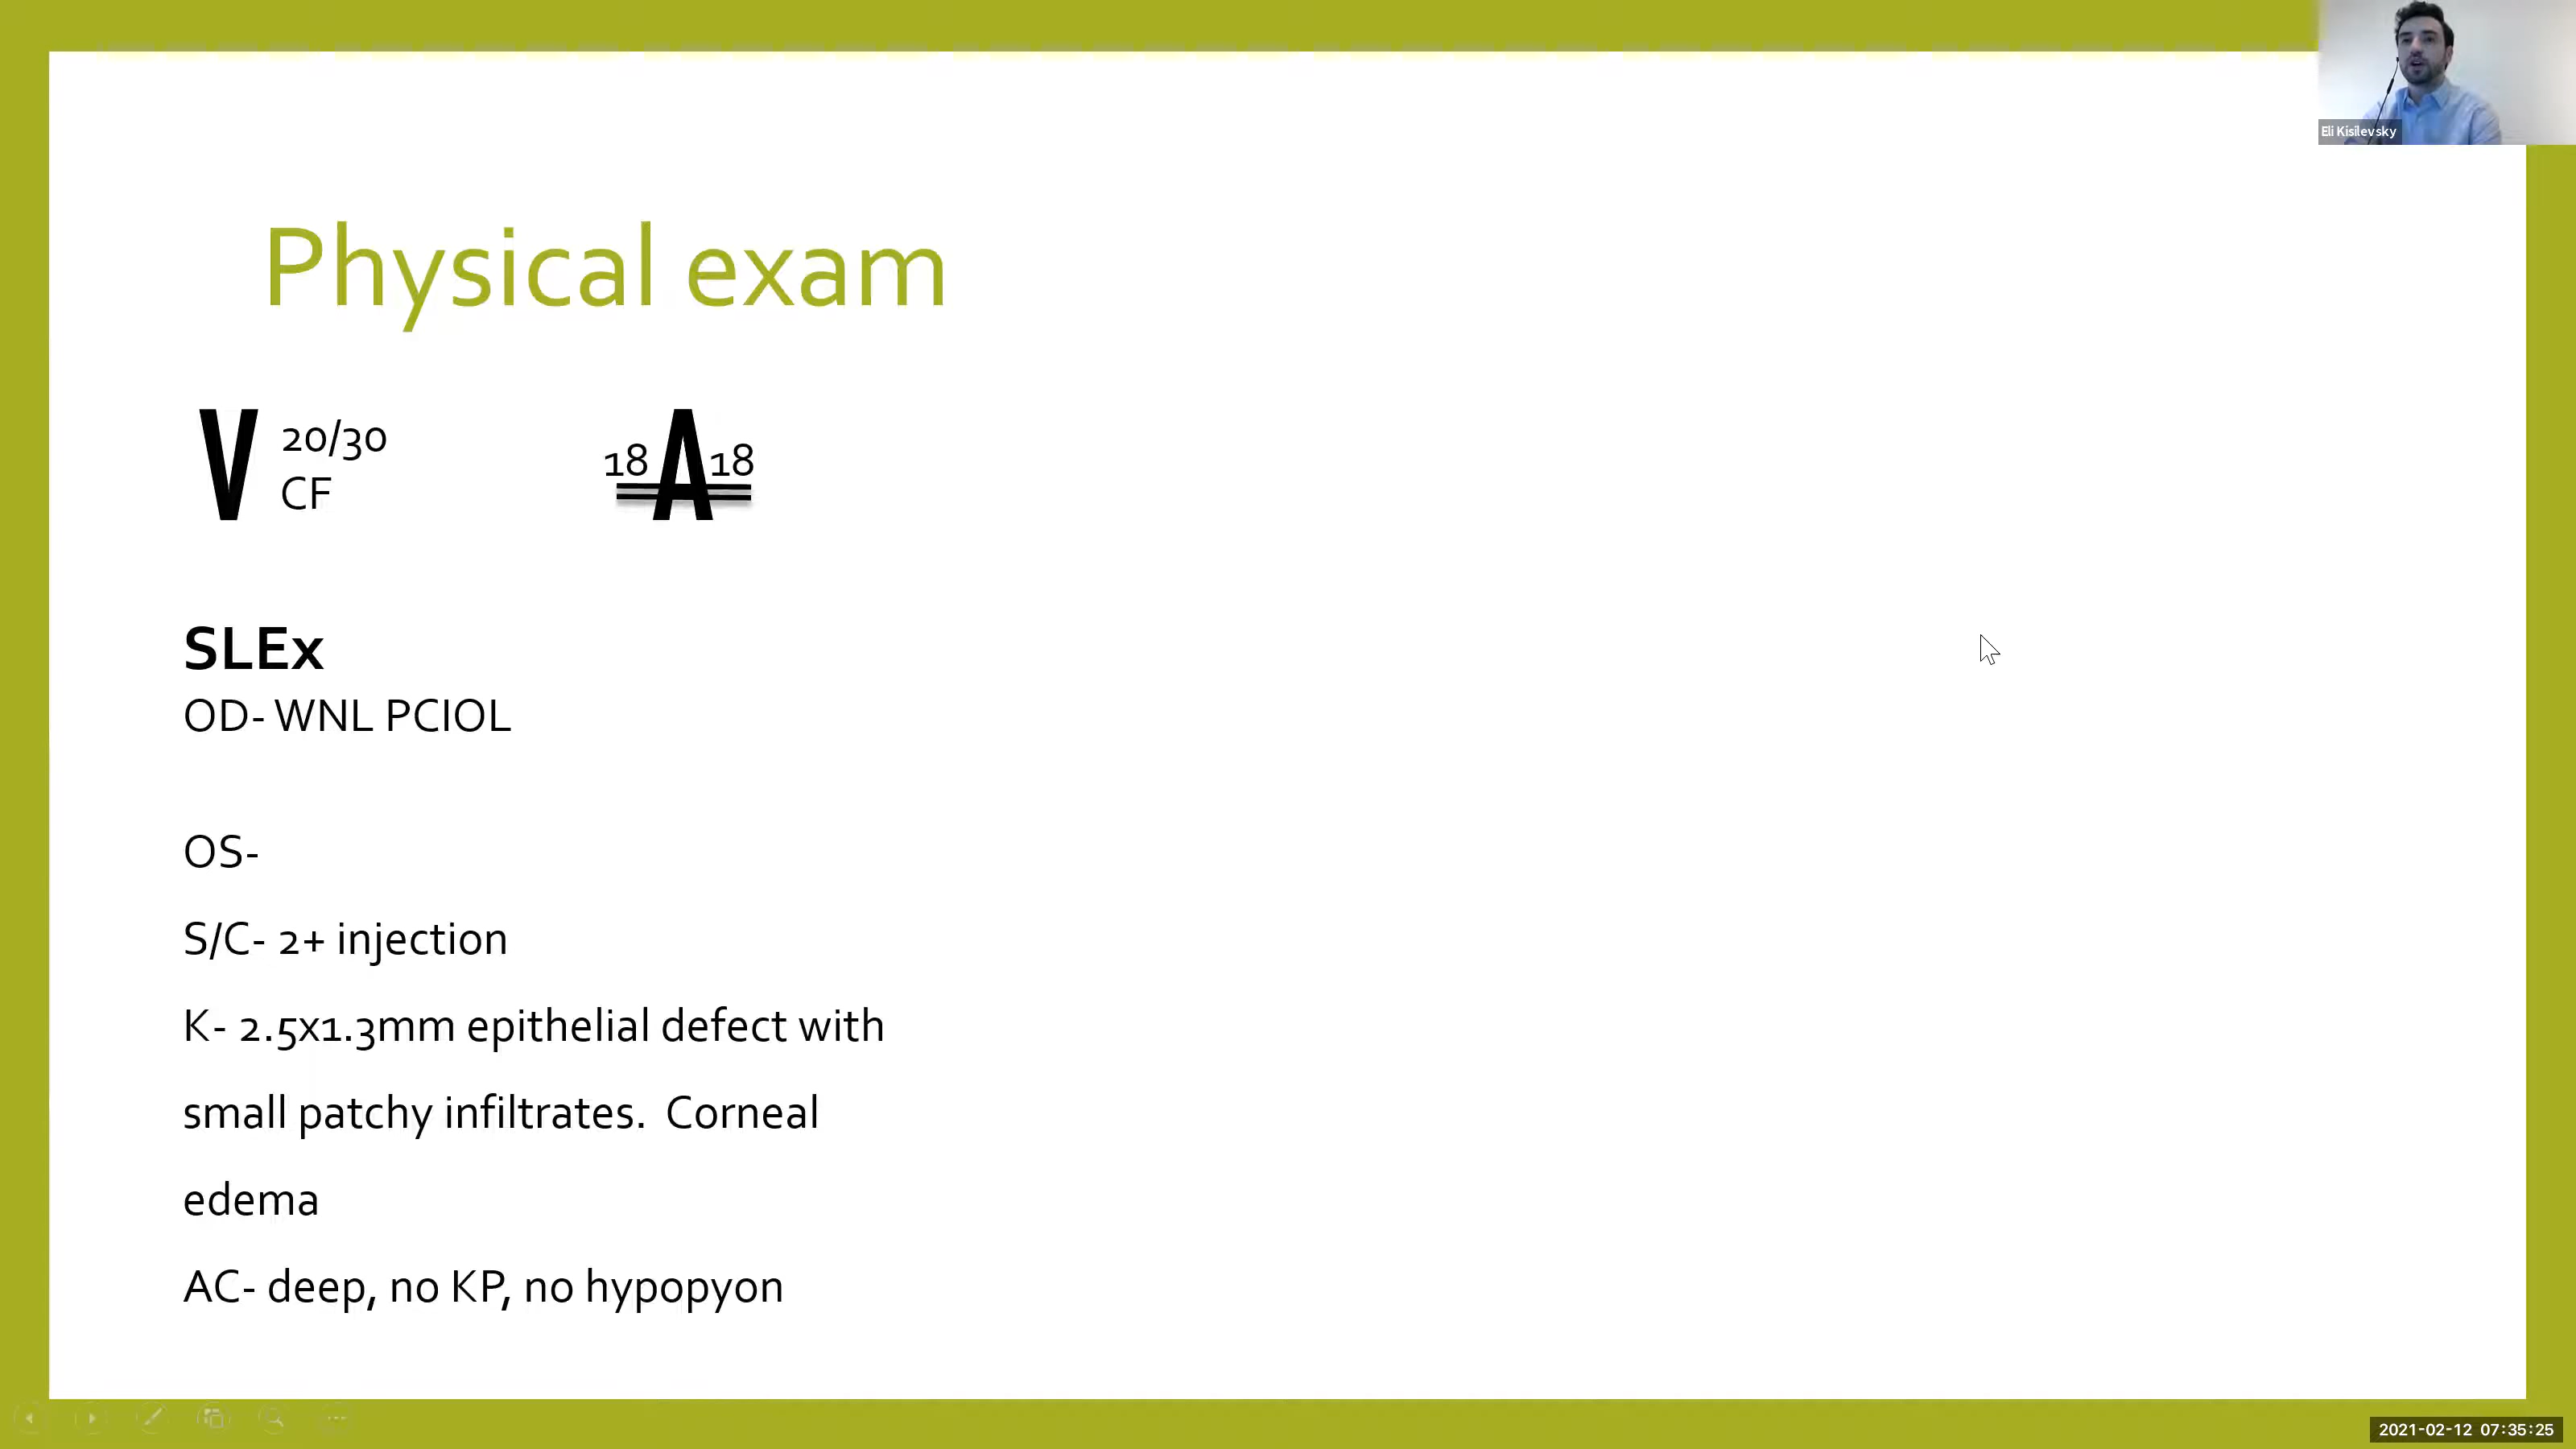 Eli Kisilevsky
Physical exam
V 20/30
CF
18 A 18
SLEx
OD- WNL PCIOL
OS-
S/C- 2+ injection
K- 2.5x1.3mm epithelial defect with
small patchy infiltrates.  Corneal
edema
AC- deep, no KP, no hypopyon
2021-02-12 07:35:25